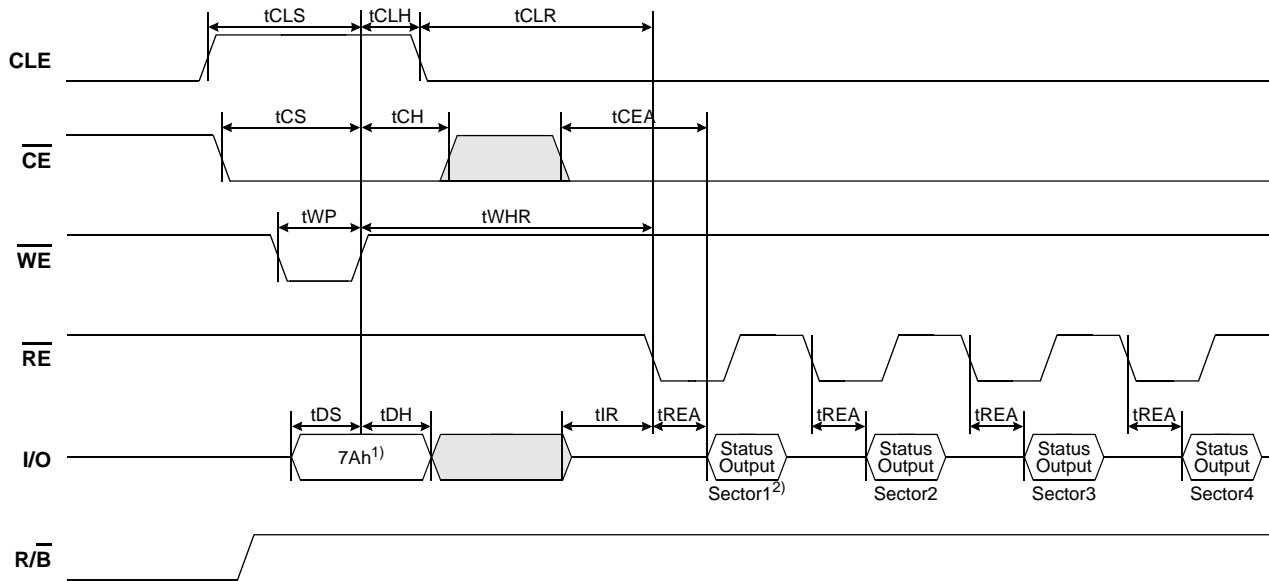 tCLS tCLH tCLR
CLE
tCS tCH tCEA
CE
tWP tWHR
WE
RE
tDS tDH tIR tREA tREA tREA tREA
I/O 7Ah1) Status Output Status Output Status Output Status Output
Sector12) Sector2 Sector3 Sector4
R/B